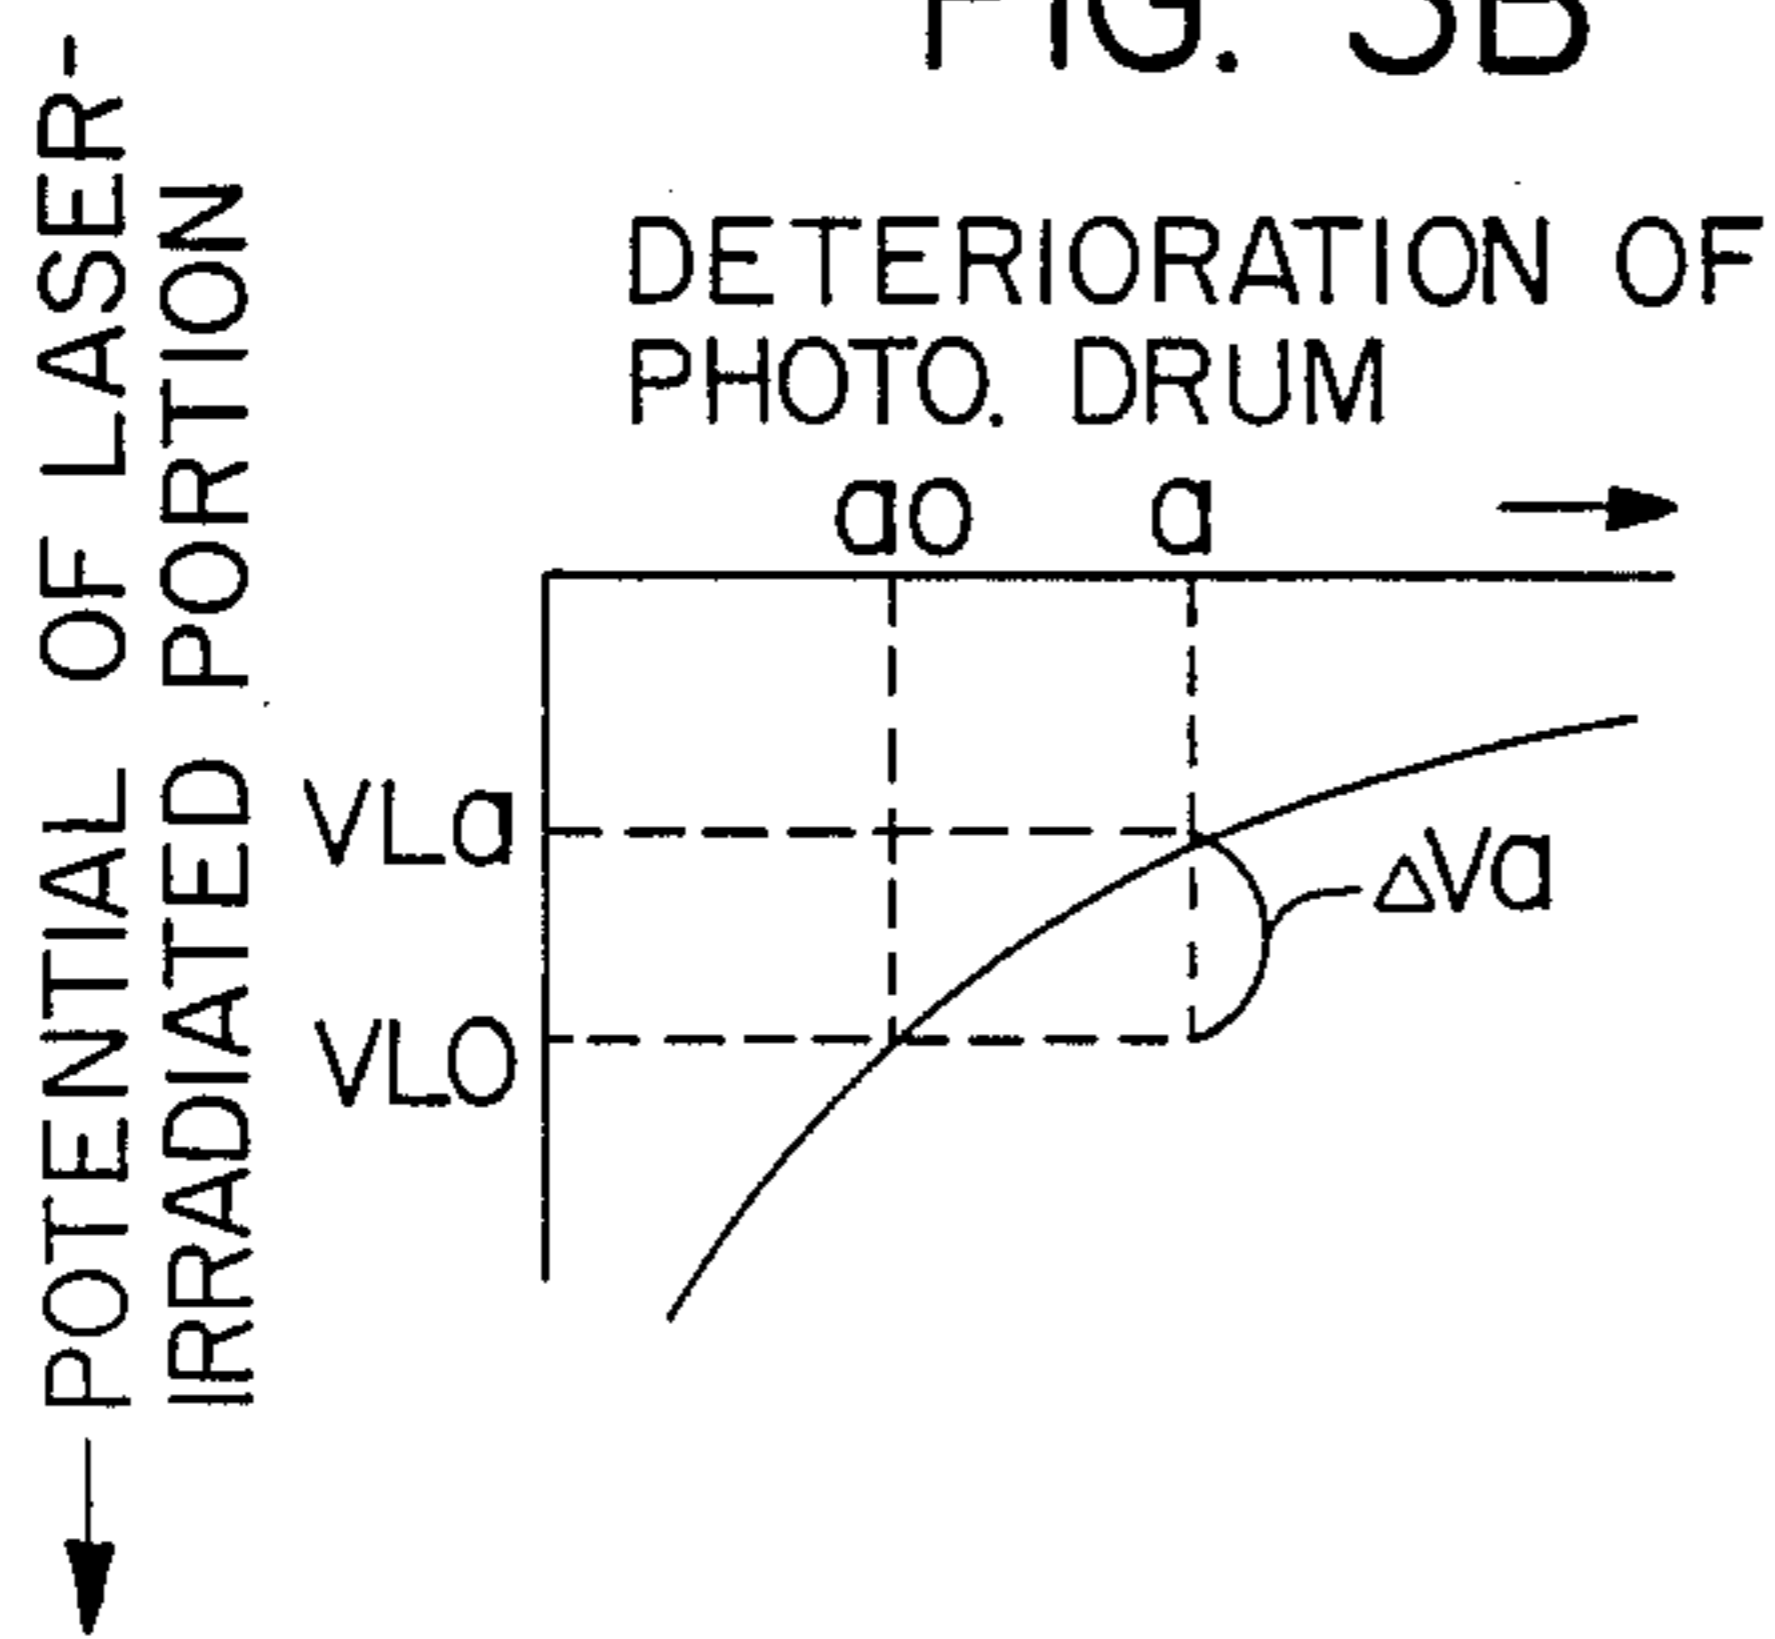 FIG. 3B
POTENTIAL OF LASER-
IRRADIATED PORTION
DETERIORATION OF
PHOTO. DRUM
ao a
VLa
ΔVa
VLO